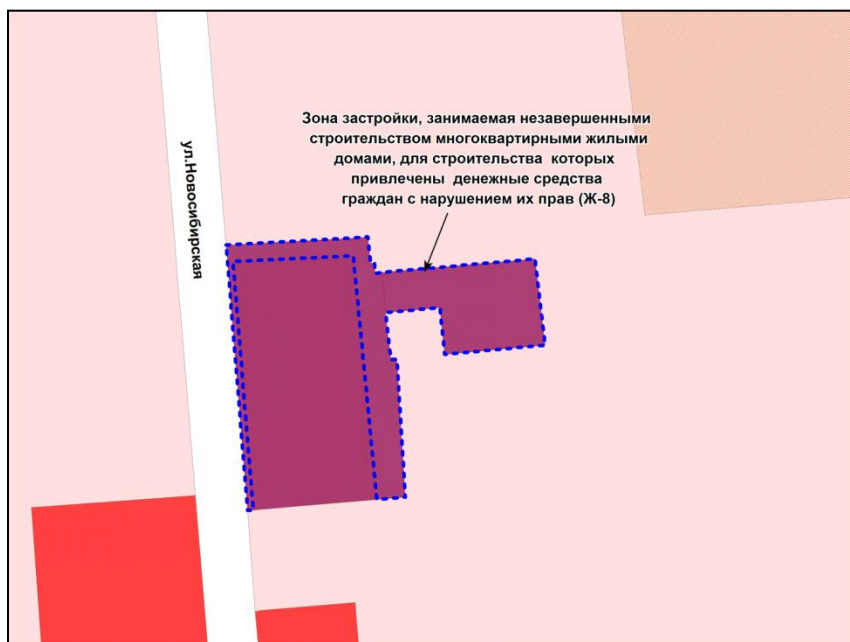 Зона застройки, занимаемая незавершенными
строительством многоквартирными жилыми
домами, для строительства которых
привлечены денежные средства
граждан с нарушением их прав (Ж-8)
ул.Новосибирская